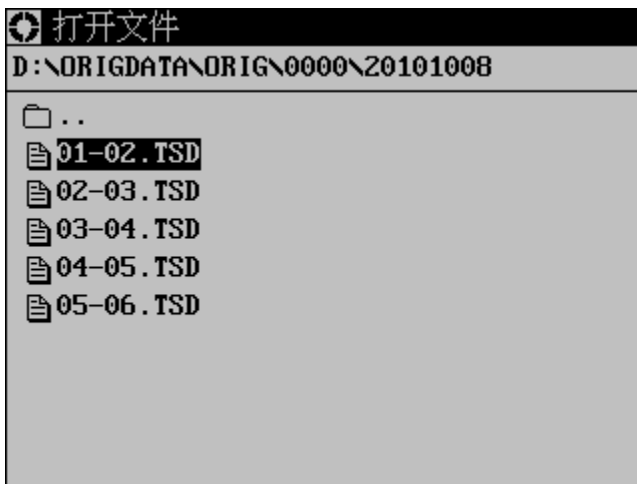 打开文件
D:\ORIGDATA\ORIG\0000\20101008
..
01-02.TSD
02-03.TSD
03-04.TSD
04-05.TSD
05-06.TSD